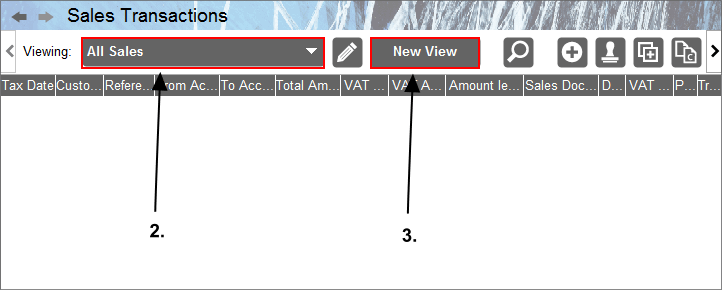 Sales Transactions
Viewing: All Sales New View
Tax Date Custo... Refere... From Ac... To Acc... Total Am... VAT ... VAT A... Amount le... Sales Doc... D... VAT ... P... Tr...
2. 3.